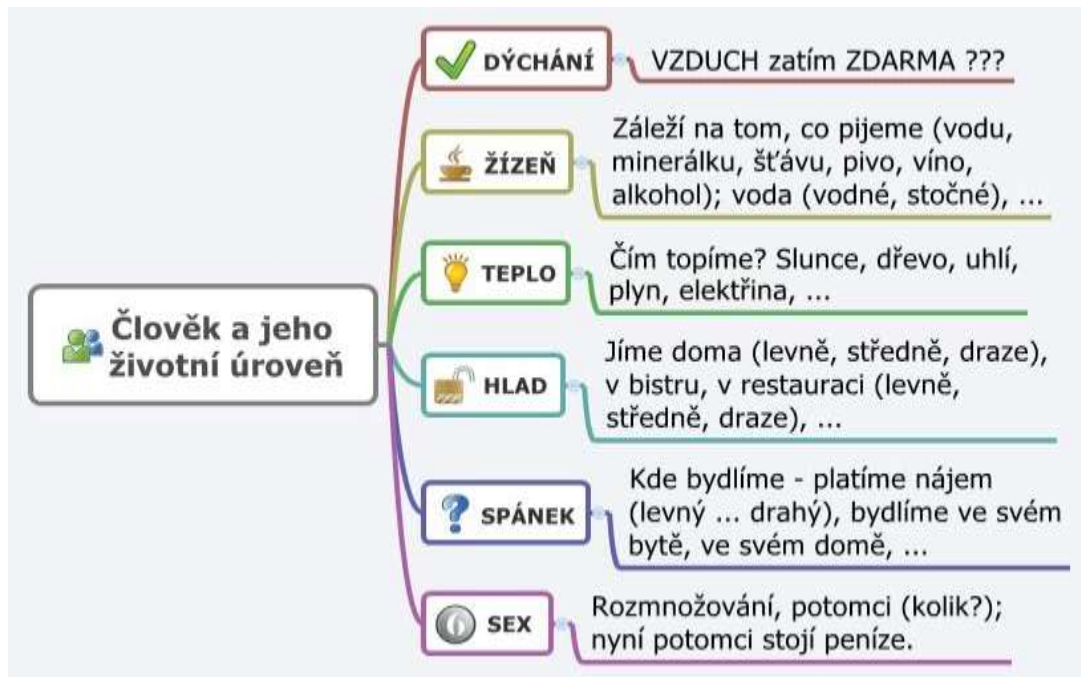 Člověk a jeho
životní úroveň
DÝCHÁNÍ
VZDUCH zatím ZDARMA ???
ŽÍZEŇ
Záleží na tom, co pijeme (vodu,
minerálku, šťávu, pivo, víno,
alkohol); voda (vodné, stočné), ...
TEPLO
Čím topíme? Slunce, dřevo, uhlí,
plyn, elektřina, ...
HLAD
Jíme doma (levně, středně, draze),
v bistru, v restauraci (levně,
středně, draze), ...
SPÁNEK
Kde bydlíme - platíme nájem
(levný ... drahý), bydlíme ve svém
bytě, ve svém domě, ...
6
SEX
Rozmnožování, potomci (kolik?);
nyní potomci stojí peníze.